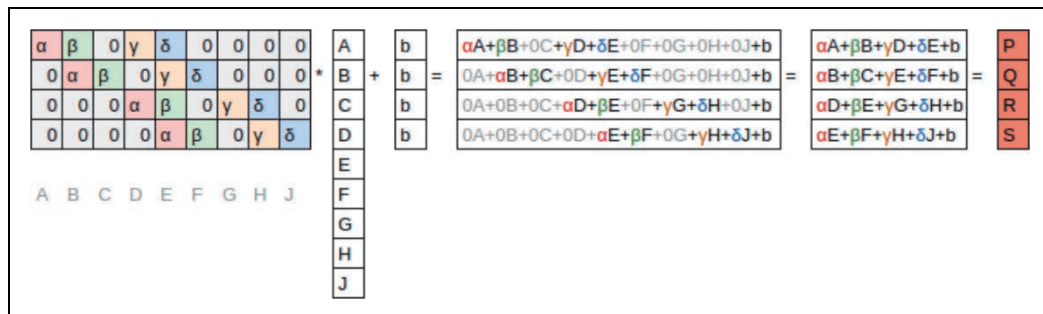 α β 0 γ δ 0 0 0 0 A b αA+βB+0C+γD+δE+0F+0G+0H+0J+b αA+βB+γD+δE+b P
0 α β 0 γ δ 0 0 0 * B + b = 0A+αB+βC+0D+γE+δF+0G+0H+0J+b = αB+βC+γE+δF+b = Q
0 0 0 α β 0 γ δ 0 C b 0A+0B+0C+αD+βE+0F+γG+δH+0J+b αD+βE+γG+δH+b R
0 0 0 0 α β 0 γ δ D b 0A+0B+0C+0D+αE+βF+0G+γH+δJ+b αE+βF+γH+δJ+b S
E
A B C D E F G H J F
G
H
J